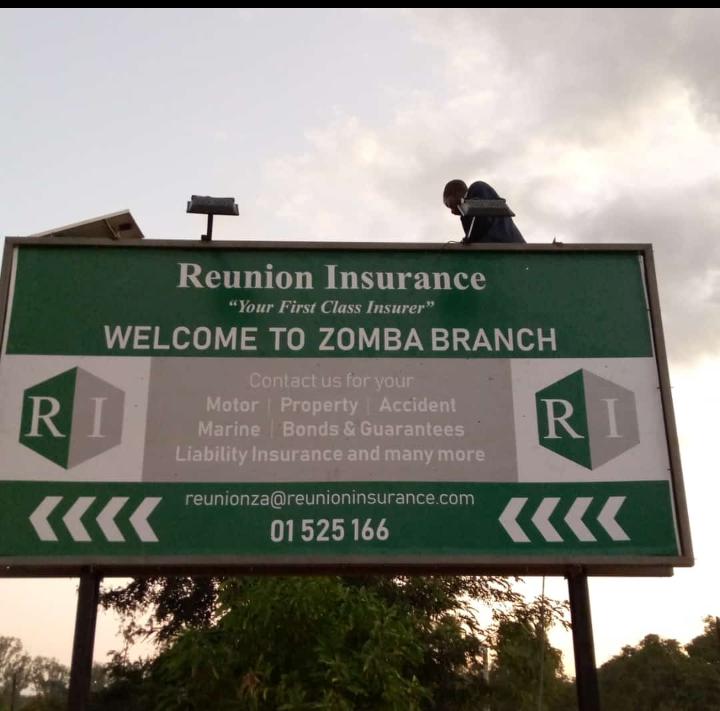 Reunion Insurance
“Your First Class Insurer”
WELCOME TO ZOMBA BRANCH
Contact us for your
Motor | Property | Accident
Marine | Bonds & Guarantees
Liability Insurance and many more
RI
RI
reunionza@reunioninsurance.com
01 525 166